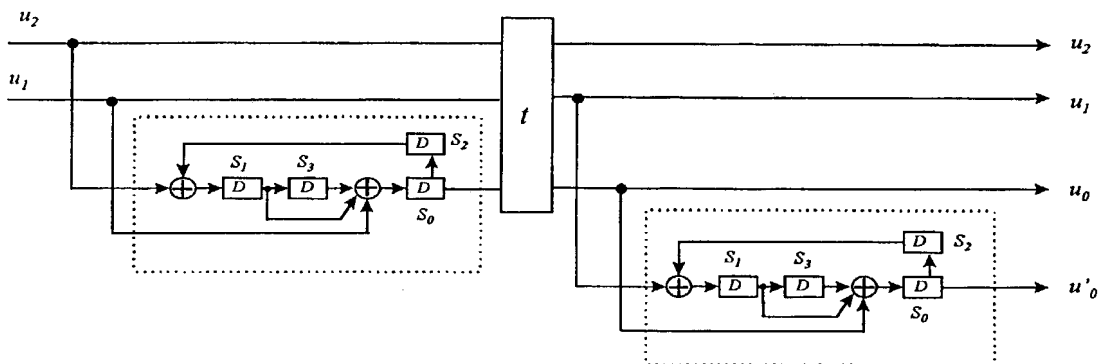 u₂ u₂
u₁ u₁
t
D S₂
S₁ S₃
D D D
S₀
u₀
D S₂
S₁ S₃
D D D u'₀
S₀